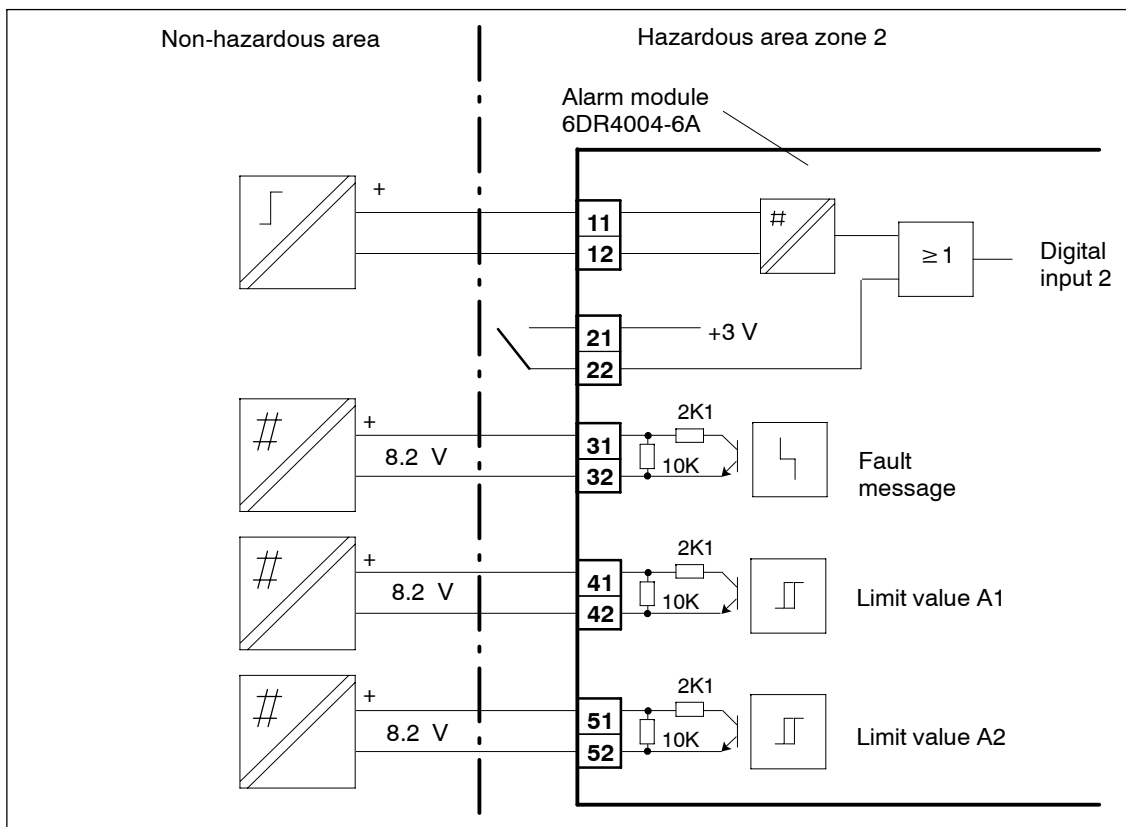 Non-hazardous area
Hazardous area zone 2
Alarm module
6DR4004-6A
+
11
12
#
≥ 1
Digital
input 2
21
22
+3 V
#
+
8.2 V
31
32
2K1
10K
Fault
message
#
+
8.2 V
41
42
2K1
10K
Limit value A1
#
+
8.2 V
51
52
2K1
10K
Limit value A2